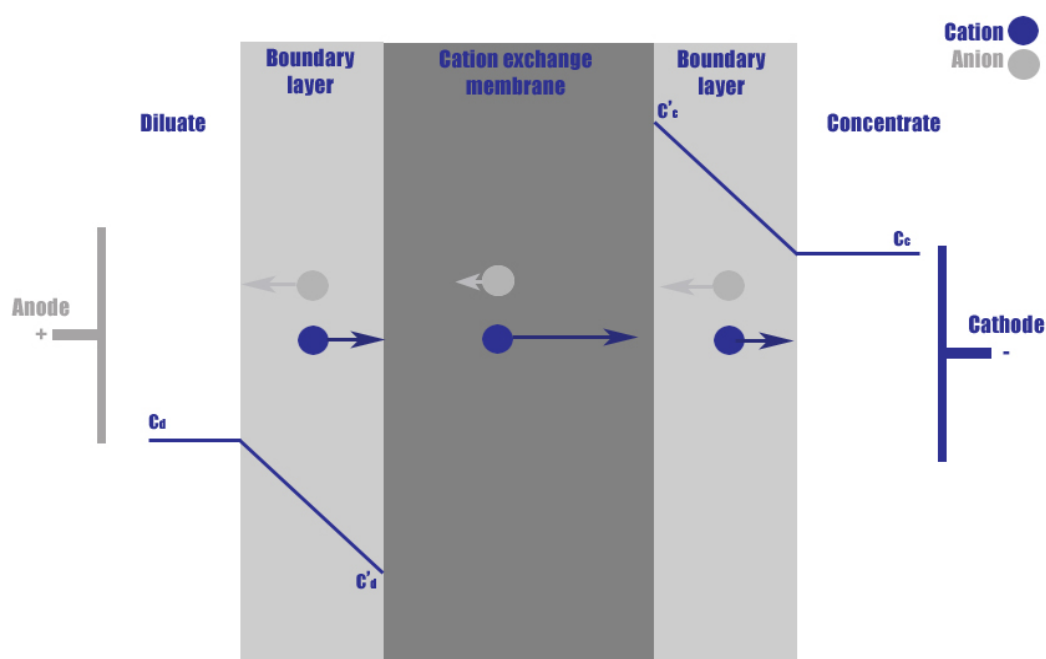 Cation
Anion
Boundary
layer
Cation exchange
membrane
Boundary
layer
Diluate
C'c
Concentrate
Cc
Anode
+
Cathode
-
Cd
C'd